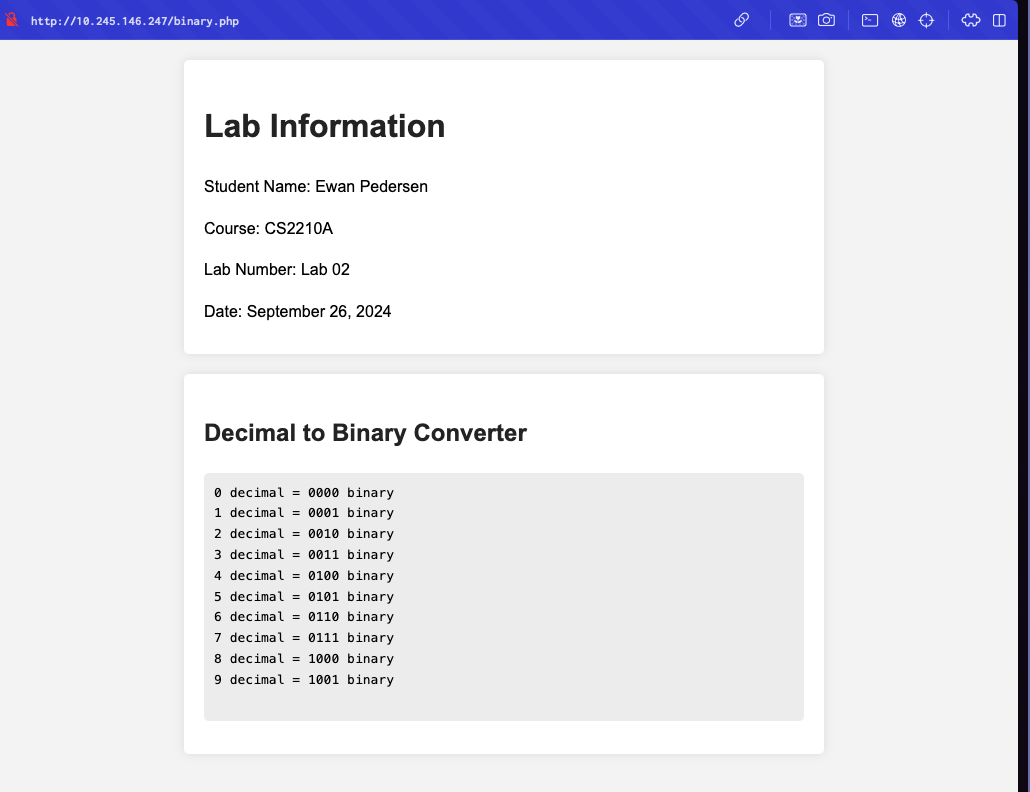 http://10.245.146.247/binary.php
Lab Information
Student Name: Ewan Pedersen
Course: CS2210A
Lab Number: Lab 02
Date: September 26, 2024
Decimal to Binary Converter
0 decimal = 0000 binary
1 decimal = 0001 binary
2 decimal = 0010 binary
3 decimal = 0011 binary
4 decimal = 0100 binary
5 decimal = 0101 binary
6 decimal = 0110 binary
7 decimal = 0111 binary
8 decimal = 1000 binary
9 decimal = 1001 binary